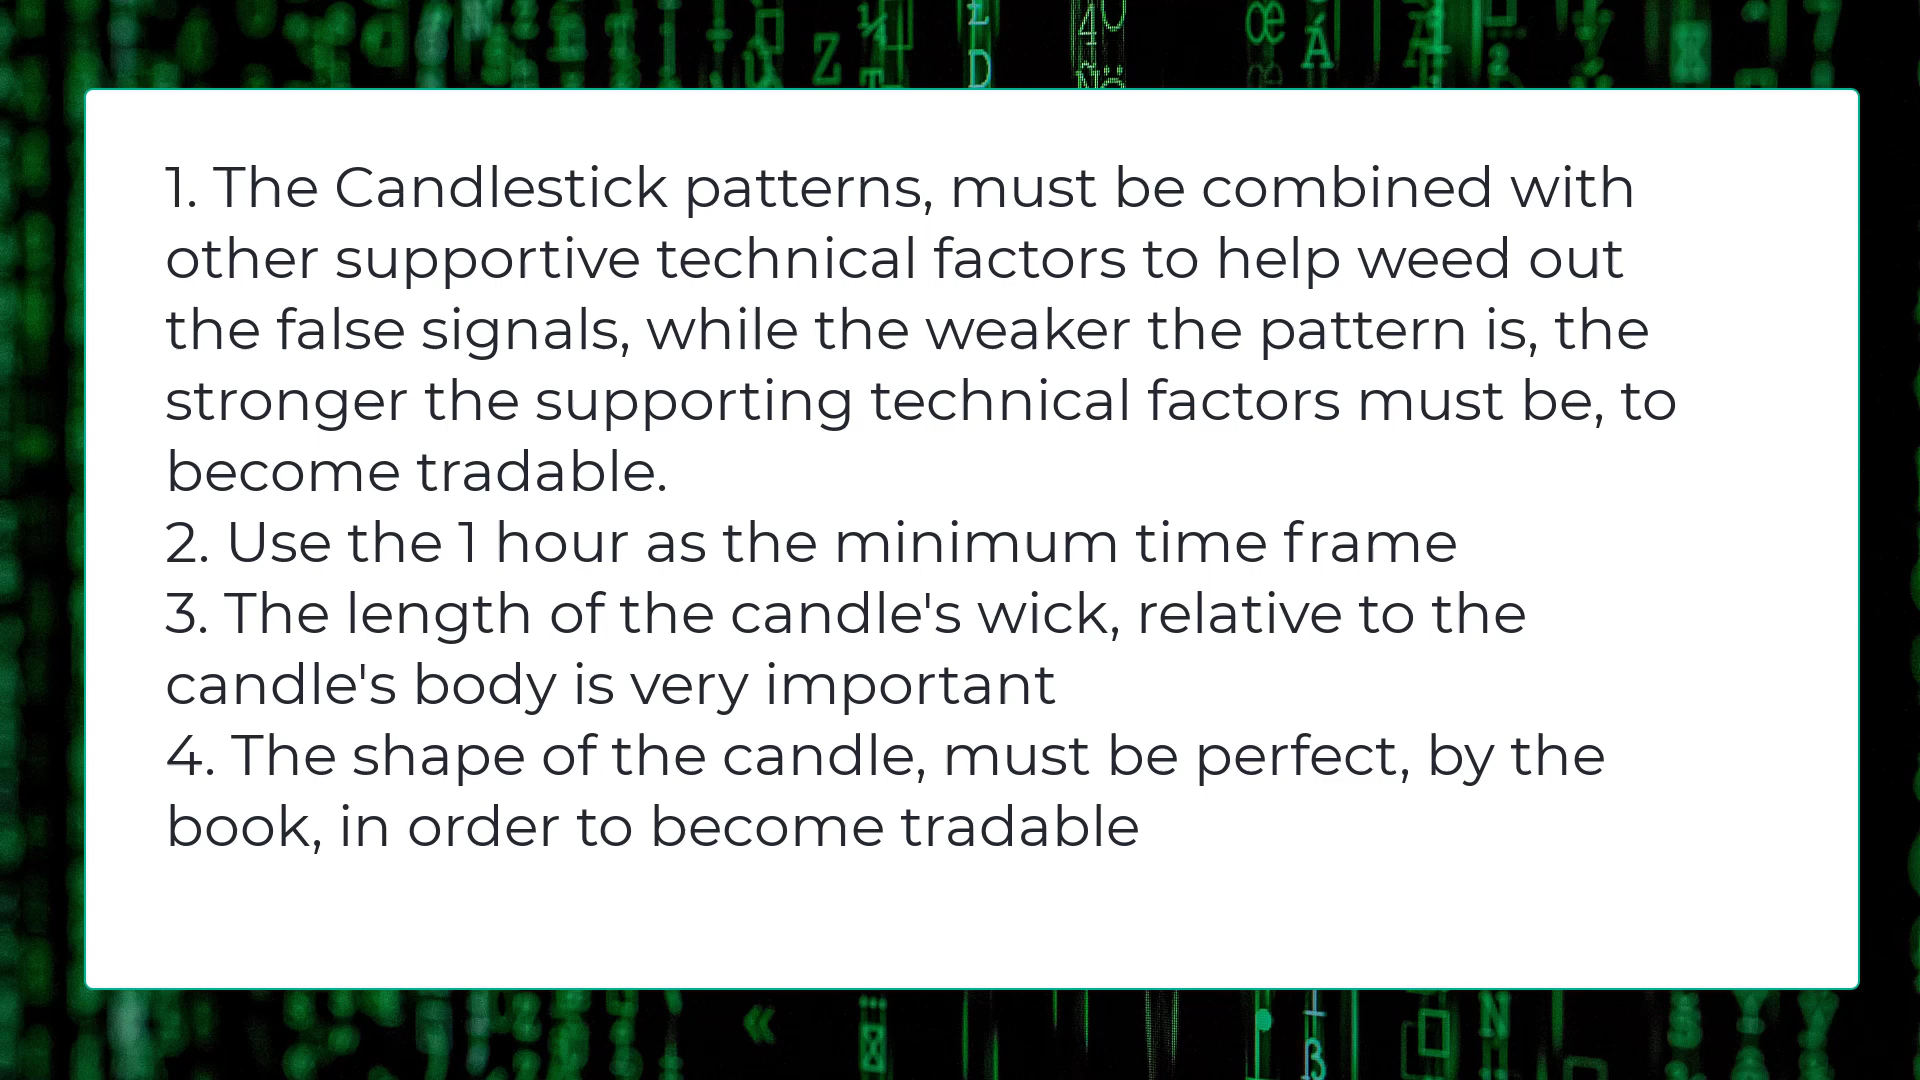 1. The Candlestick patterns, must be combined with
other supportive technical factors to help weed out
the false signals, while the weaker the pattern is, the
stronger the supporting technical factors must be, to
become tradable.
2. Use the 1 hour as the minimum time frame
3. The length of the candle's wick, relative to the
candle's body is very important
4. The shape of the candle, must be perfect, by the
book, in order to become tradable